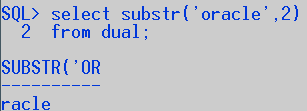 SQL> select substr('oracle',2)
2 from dual;
SUBSTR('OR
----------
racle